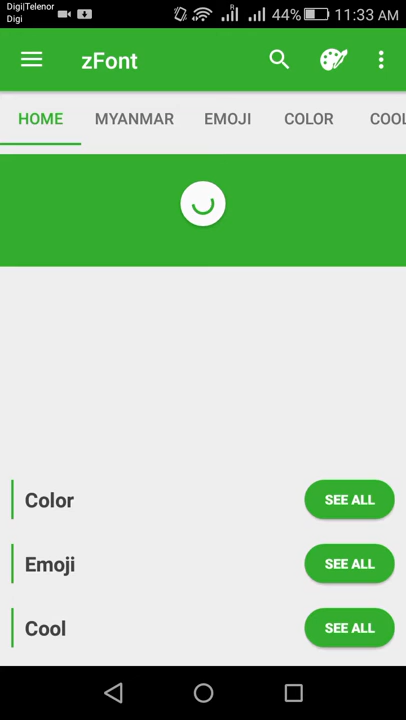 Digi|Telenor
Digi
R
44%
11:33 AM
zFont
HOME
MYANMAR
EMOJI
COLOR
COOL
Color
SEE ALL
Emoji
SEE ALL
Cool
SEE ALL